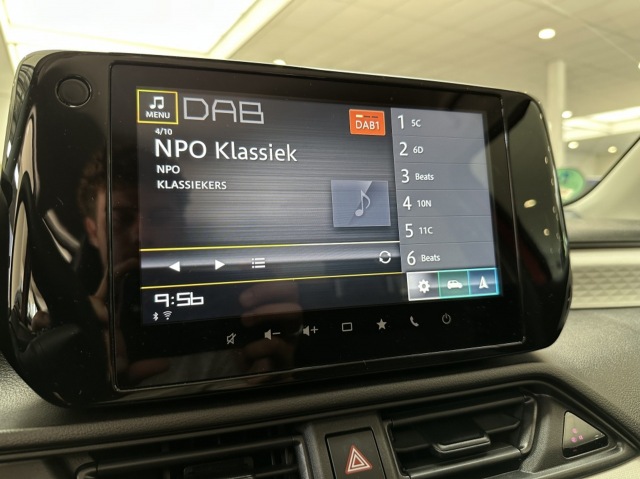 MENU
DAB
DAB1
4/10
NPO Klassiek
NPO
KLASSIEKERS
1 5C
2 6D
3 Beats
4 10N
5 11C
6 Beats
9:56